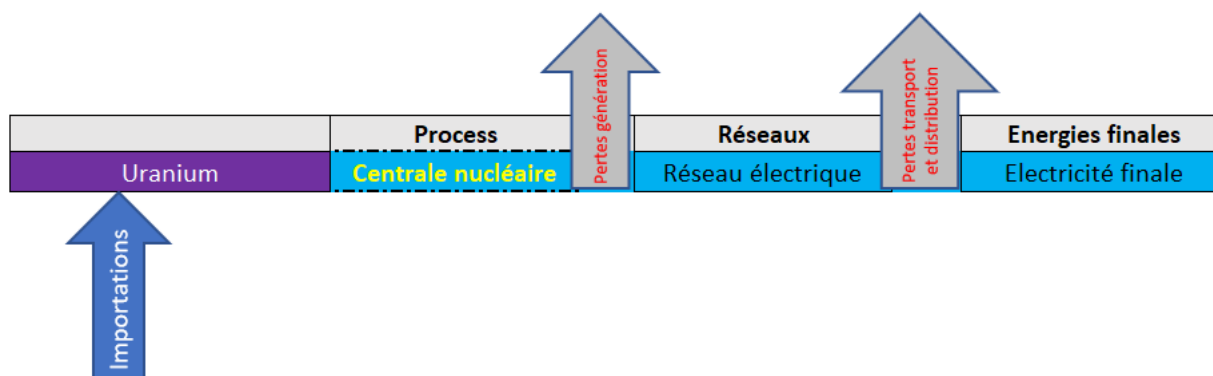 Process
Réseaux
Energies finales
Uranium
Centrale nucléaire
Réseau électrique
Electricité finale
Pertes génération
Pertes transport
et distribution
Importations